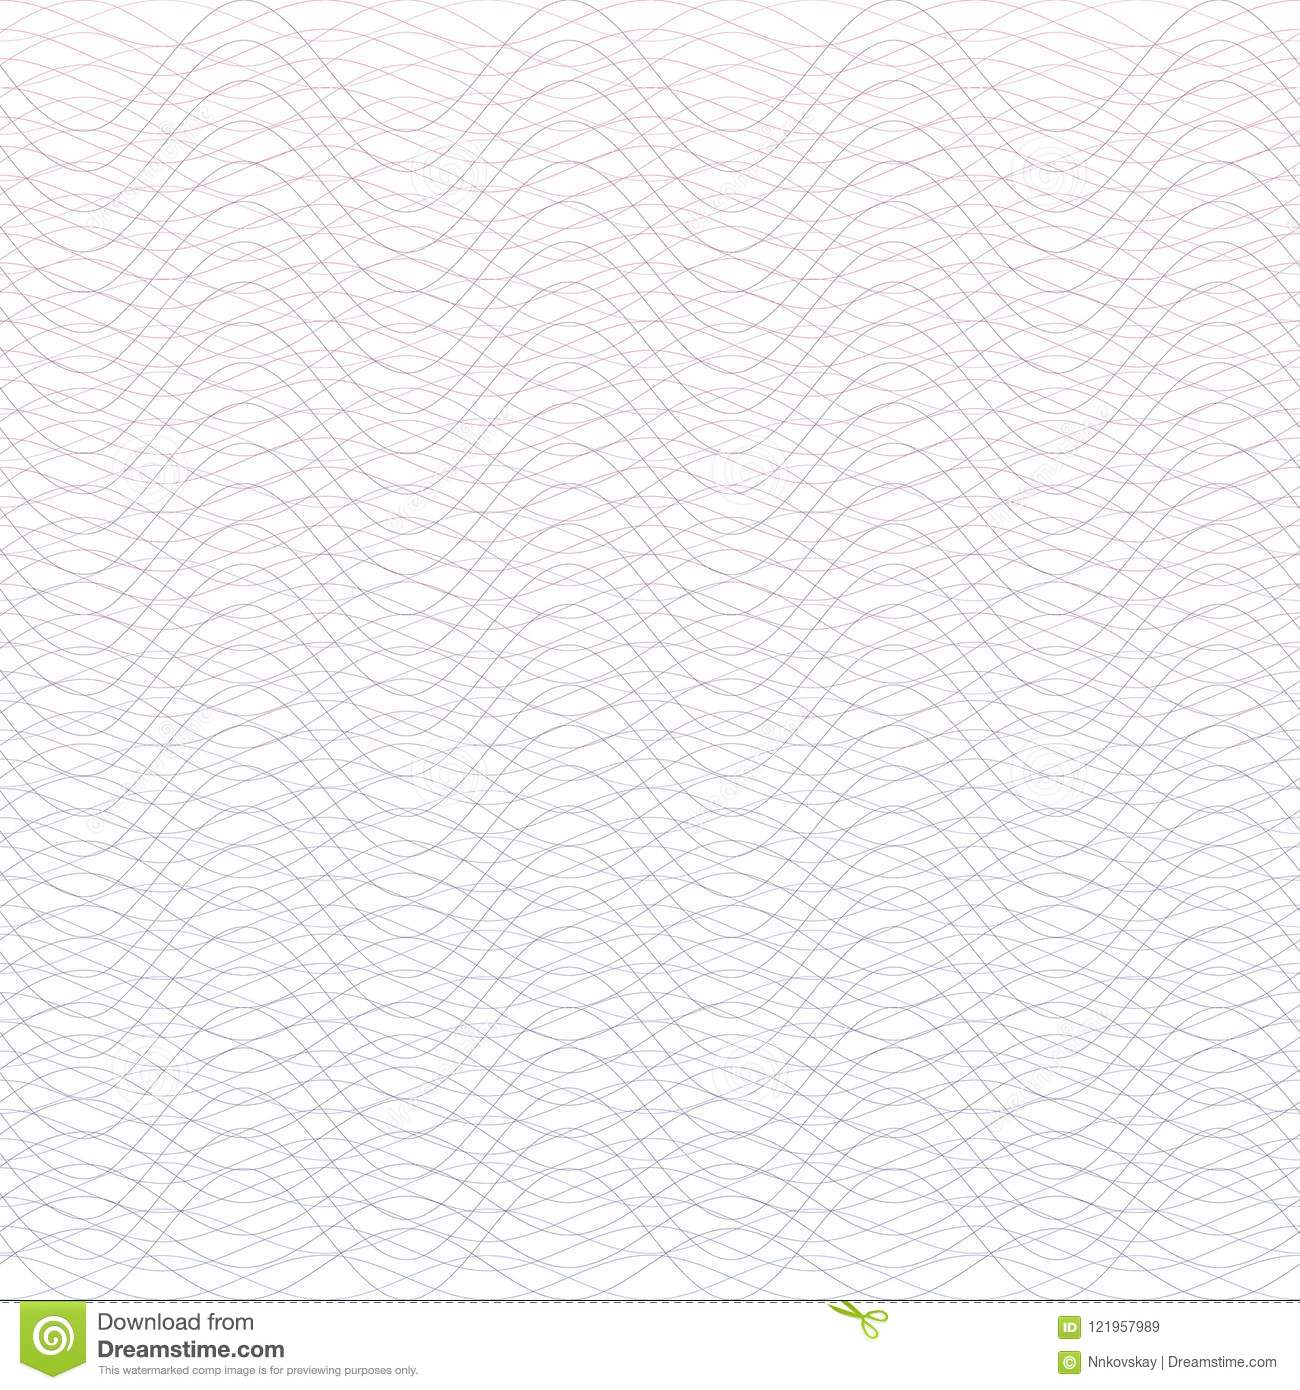 Download from
Dreamstime.com
This watermarked comp image is for previewing purposes only.
ID 121957989
© Nnkovskay | Dreamstime.com